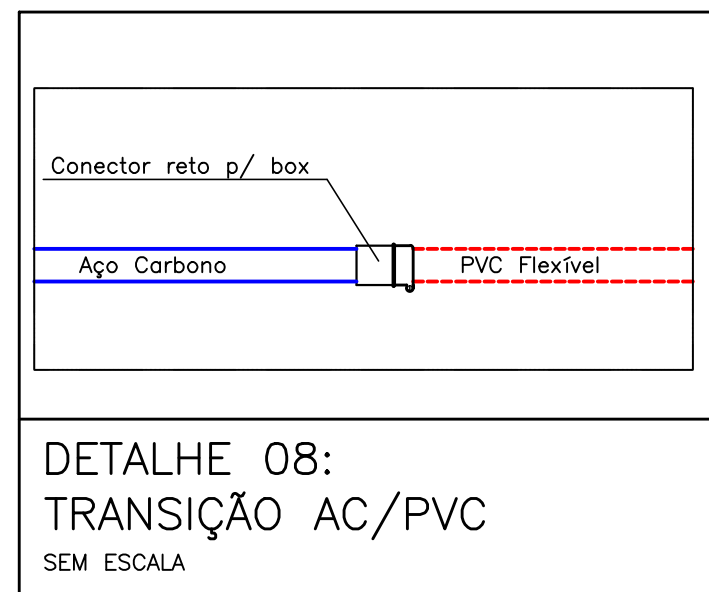 Conector reto p/ box
Aço Carbono
PVC Flexível
DETALHE 08:
TRANSIÇÃO AC/PVC
SEM ESCALA